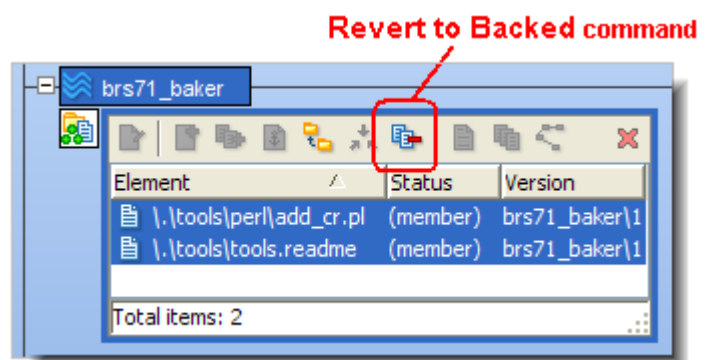 Revert to Backed command
brs71_baker
Element Status Version
\.\tools\perl\add_cr.pl (member) brs71_baker\1
\.\tools\tools.readme (member) brs71_baker\1
Total items: 2